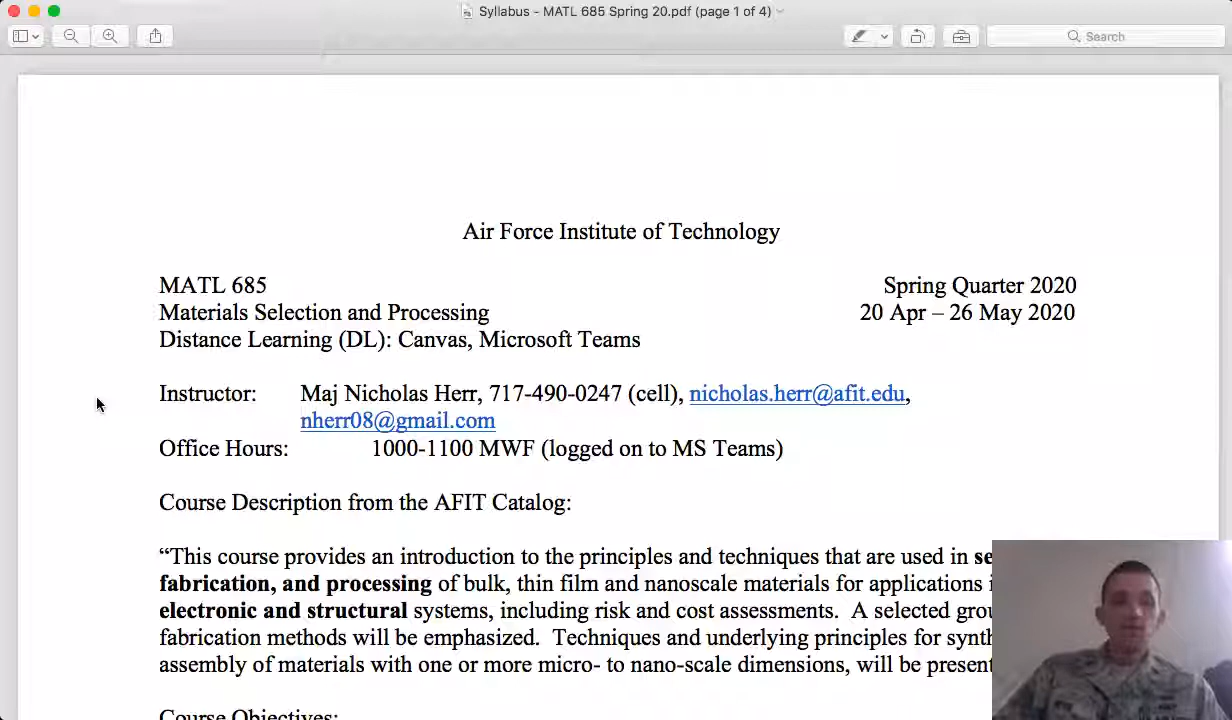 Syllabus - MATL 685 Spring 20.pdf (page 1 of 4)
Search
Air Force Institute of Technology
MATL 685 Spring Quarter 2020
Materials Selection and Processing 20 Apr – 26 May 2020
Distance Learning (DL): Canvas, Microsoft Teams
Instructor: Maj Nicholas Herr, 717-490-0247 (cell), nicholas.herr@afit.edu,
nherr08@gmail.com
Office Hours: 1000-1100 MWF (logged on to MS Teams)
Course Description from the AFIT Catalog:
“This course provides an introduction to the principles and techniques that are used in
fabrication, and processing of bulk, thin film and nanoscale materials for applications
electronic and structural systems, including risk and cost assessments. A selected
fabrication methods will be emphasized. Techniques and underlying principles for
assembly of materials with one or more micro- to nano-scale dimensions, will be
Course Objectives: